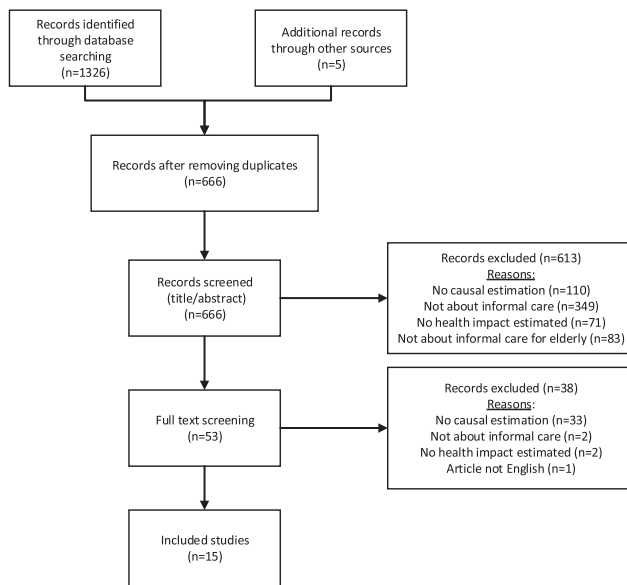 Records identified
through database
searching
(n=1326)
Additional records
through other sources
(n=5)
Records after removing duplicates
(n=666)
Records screened
(title/abstract)
(n=666)
Records excluded (n=613)
Reasons:
No causal estimation (n=110)
Not about informal care (n=349)
No health impact estimated (n=71)
Not about informal care for elderly (n=83)
Full text screening
(n=53)
Records excluded (n=38)
Reasons:
No causal estimation (n=33)
Not about informal care (n=2)
No health impact estimated (n=2)
Article not English (n=1)
Included studies
(n=15)